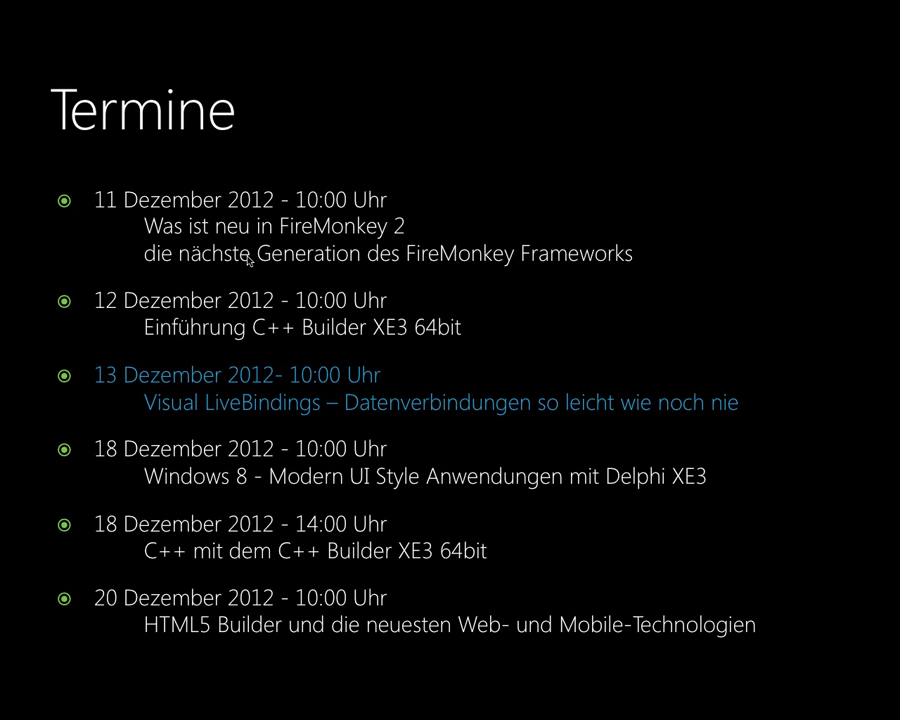 Termine
11 Dezember 2012 - 10:00 Uhr
Was ist neu in FireMonkey 2
die nächste Generation des FireMonkey Frameworks
12 Dezember 2012 - 10:00 Uhr
Einführung C++ Builder XE3 64bit
13 Dezember 2012- 10:00 Uhr
Visual LiveBindings – Datenverbindungen so leicht wie noch nie
18 Dezember 2012 - 10:00 Uhr
Windows 8 - Modern UI Style Anwendungen mit Delphi XE3
18 Dezember 2012 - 14:00 Uhr
C++ mit dem C++ Builder XE3 64bit
20 Dezember 2012 - 10:00 Uhr
HTML5 Builder und die neuesten Web- und Mobile-Technologien